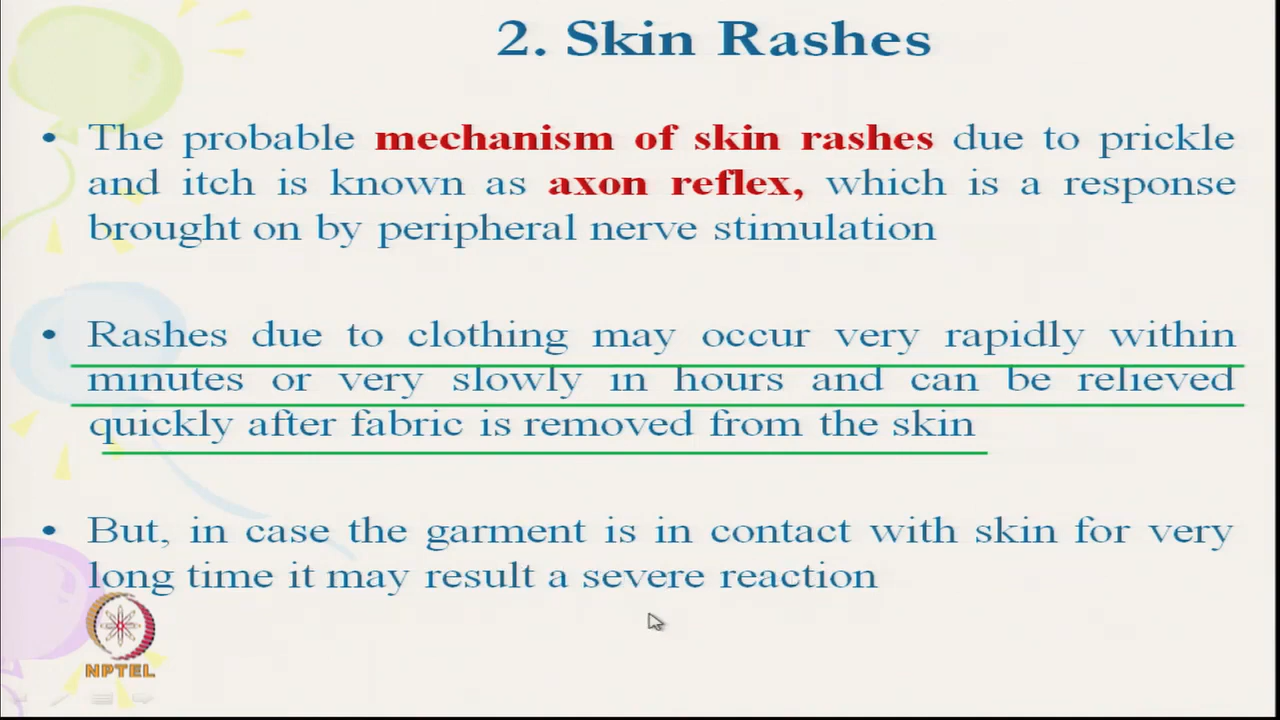 2. Skin Rashes
• The probable mechanism of skin rashes due to prickle
and itch is known as axon reflex, which is a response
brought on by peripheral nerve stimulation
• Rashes due to clothing may occur very rapidly within
minutes or very slowly in hours and can be relieved
quickly after fabric is removed from the skin
• But, in case the garment is in contact with skin for very
long time it may result a severe reaction
NPTEL